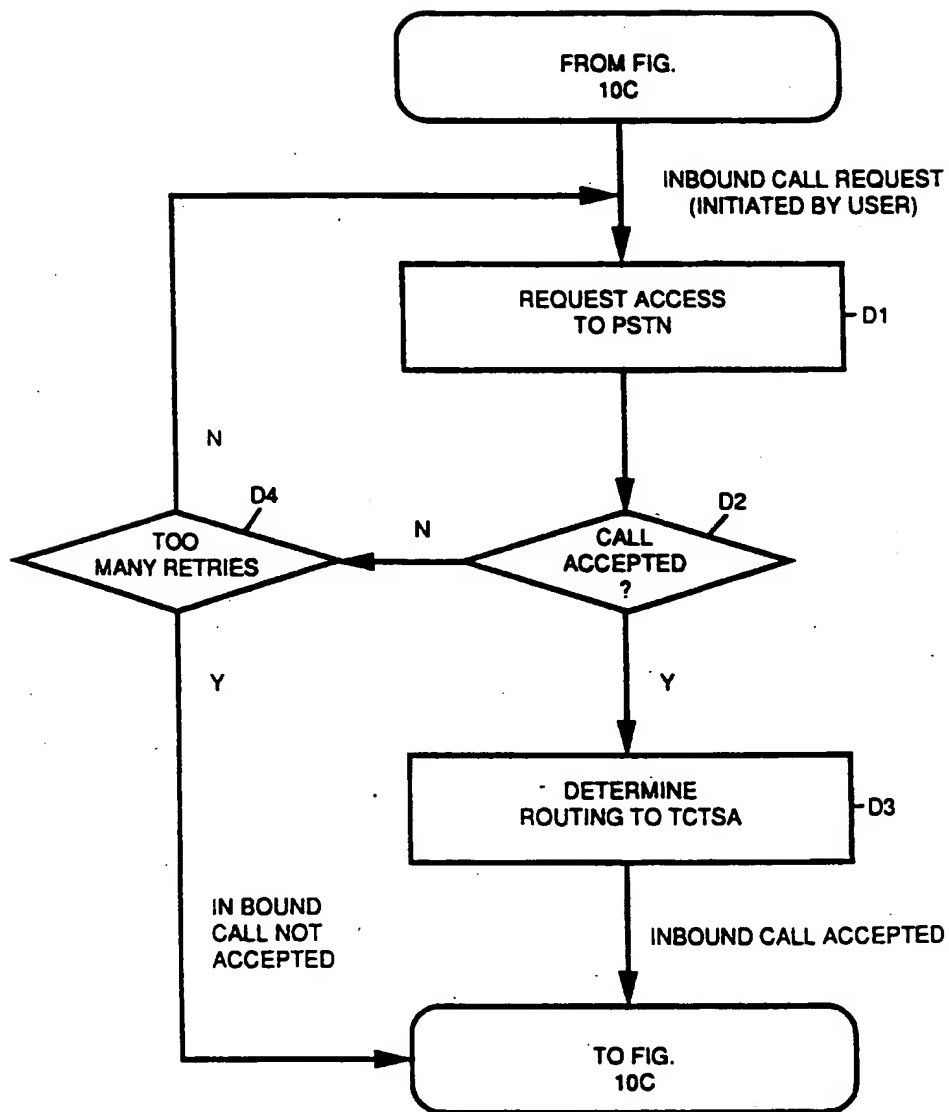 FROM FIG.
10C
INBOUND CALL REQUEST
(INITIATED BY USER)
REQUEST ACCESS
TO PSTN
D1
N
D4
TOO
MANY RETRIES
N
D2
CALL
ACCEPTED
?
Y
Y
DETERMINE
ROUTING TO TCTSA
D3
IN BOUND
CALL NOT
ACCEPTED
INBOUND CALL ACCEPTED
TO FIG.
10C